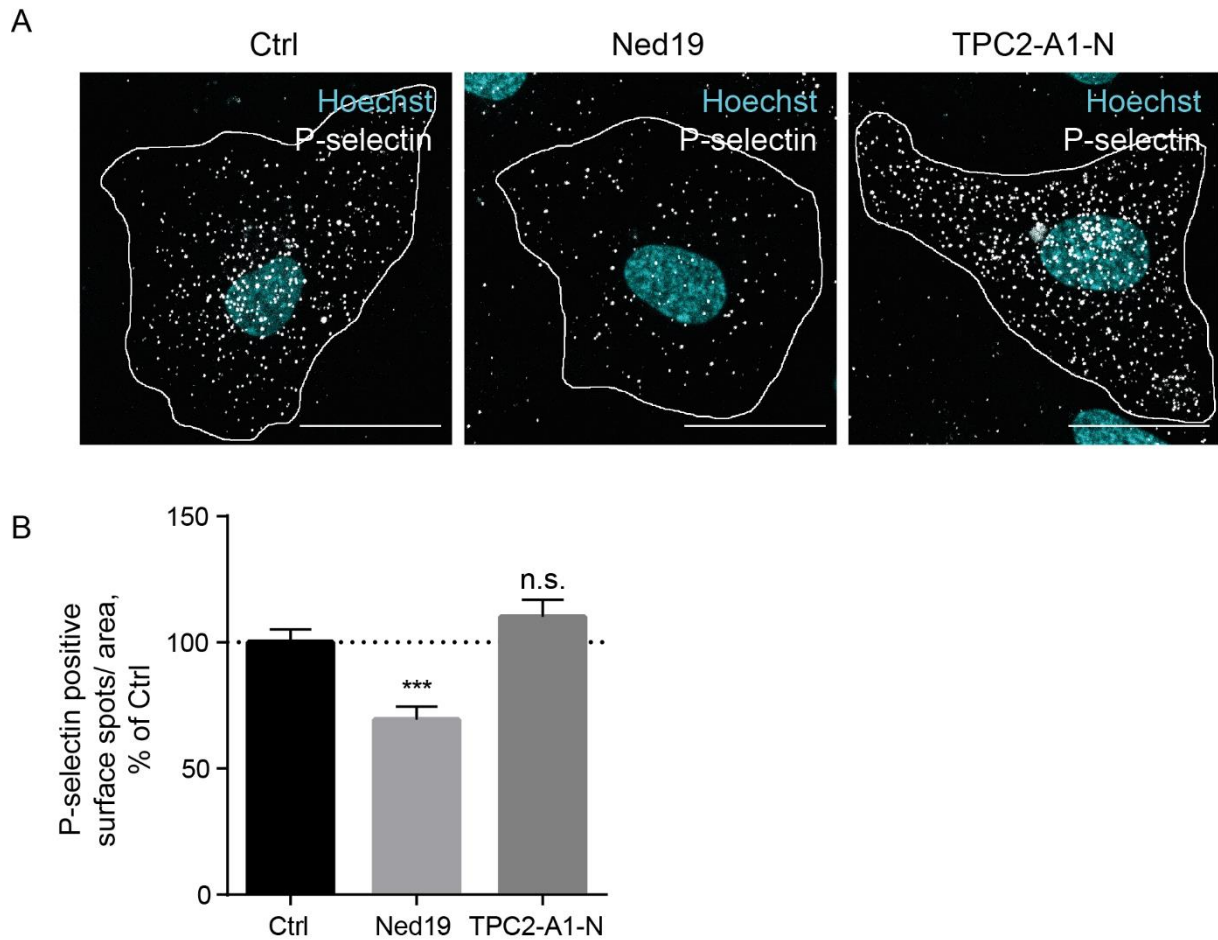 A
Ctrl
Ned19
TPC2-A1-N
Hoechst
P-selectin
Hoechst
P-selectin
Hoechst
P-selectin
B
P-selectin positive
surface spots/ area,
% of Ctrl
150
100
50
0
n.s.
***
Ctrl
Ned19
TPC2-A1-N